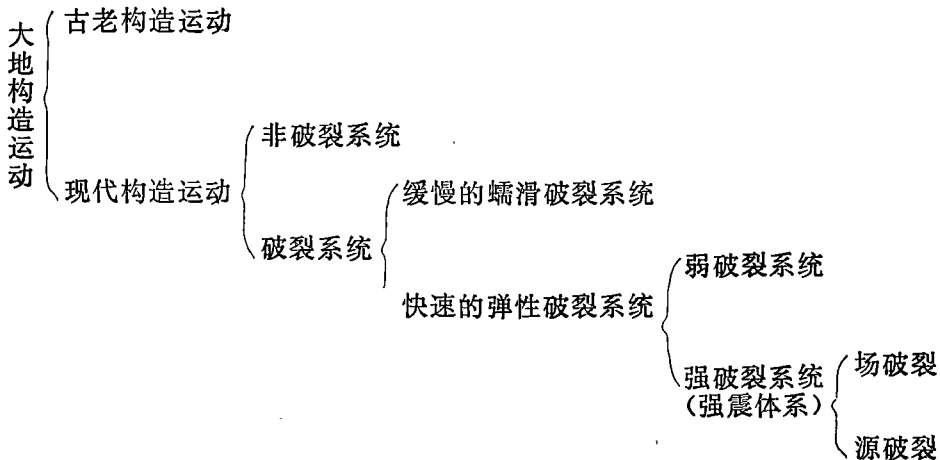 大地构造运动
古老构造运动
现代构造运动
非破裂系统
破裂系统
缓慢的蠕滑破裂系统
快速的弹性破裂系统
弱破裂系统
强破裂系统
(强震体系)
场破裂
源破裂